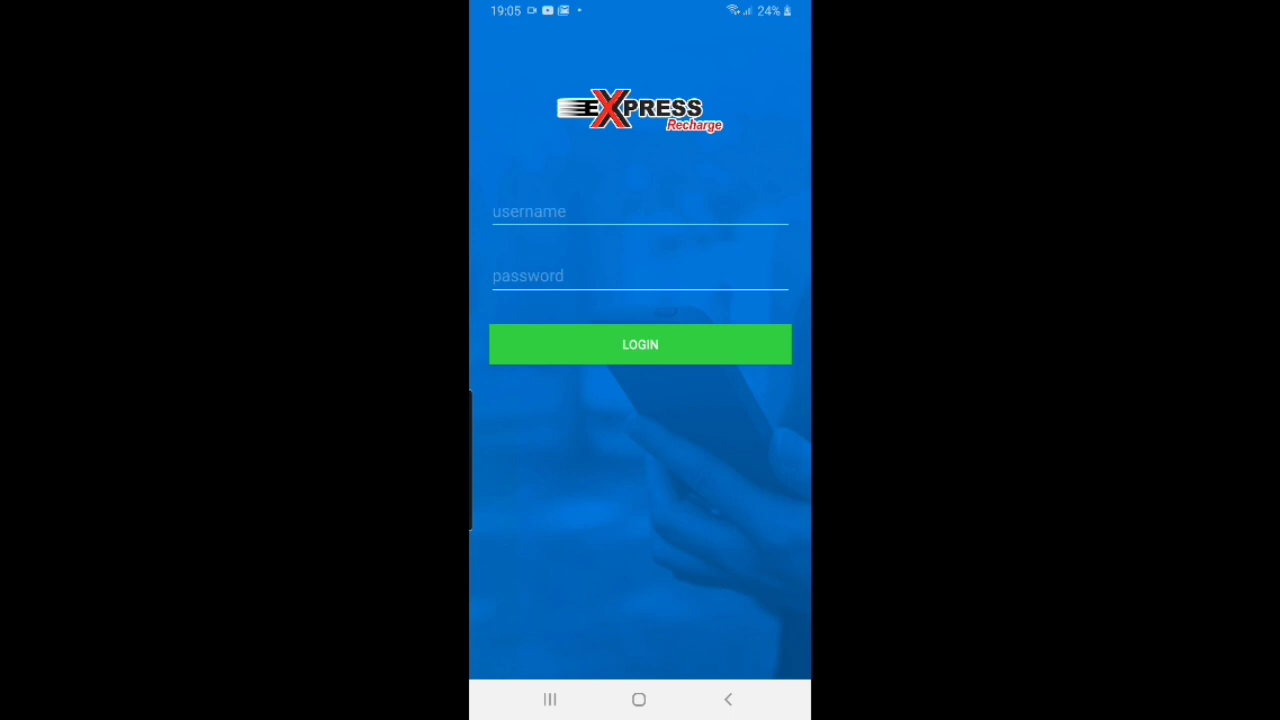 19:05
24%
EXPRESS
Recharge
username
password
LOGIN